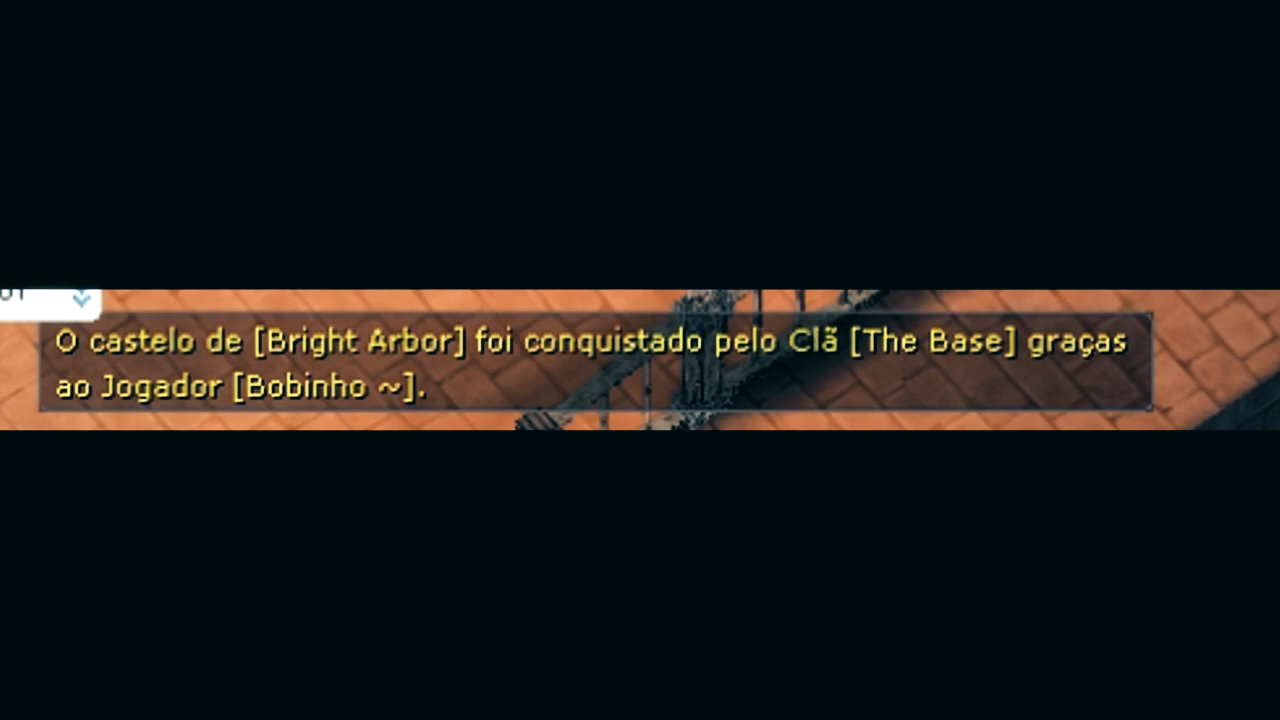 O castelo de [Bright Arbor] foi conquistado pelo Clã [The Base] graças
ao Jogador [Bobinho ~].